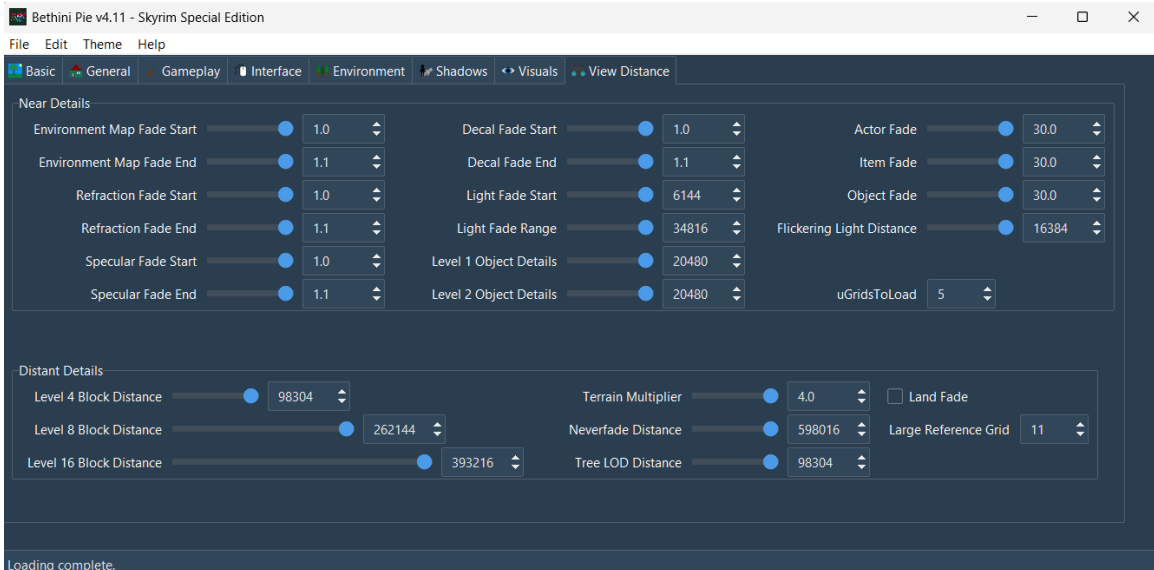 Bethini Pie v4.11 - Skyrim Special Edition
File Edit Theme Help
Basic General Gameplay Interface Environment Shadows Visuals View Distance
Near Details
Environment Map Fade Start 1.0 Decal Fade Start 1.0 Actor Fade 30.0
Environment Map Fade End 1.1 Decal Fade End 1.1 Item Fade 30.0
Refraction Fade Start 1.0 Light Fade Start 6144 Object Fade 30.0
Refraction Fade End 1.1 Light Fade Range 34816 Flickering Light Distance 16384
Specular Fade Start 1.0 Level 1 Object Details 20480
Specular Fade End 1.1 Level 2 Object Details 20480 uGridsToLoad 5
Distant Details
Level 4 Block Distance 98304 Terrain Multiplier 4.0 Land Fade
Level 8 Block Distance 262144 Neverfade Distance 598016 Large Reference Grid 11
Level 16 Block Distance 393216 Tree LOD Distance 98304
Loading complete.